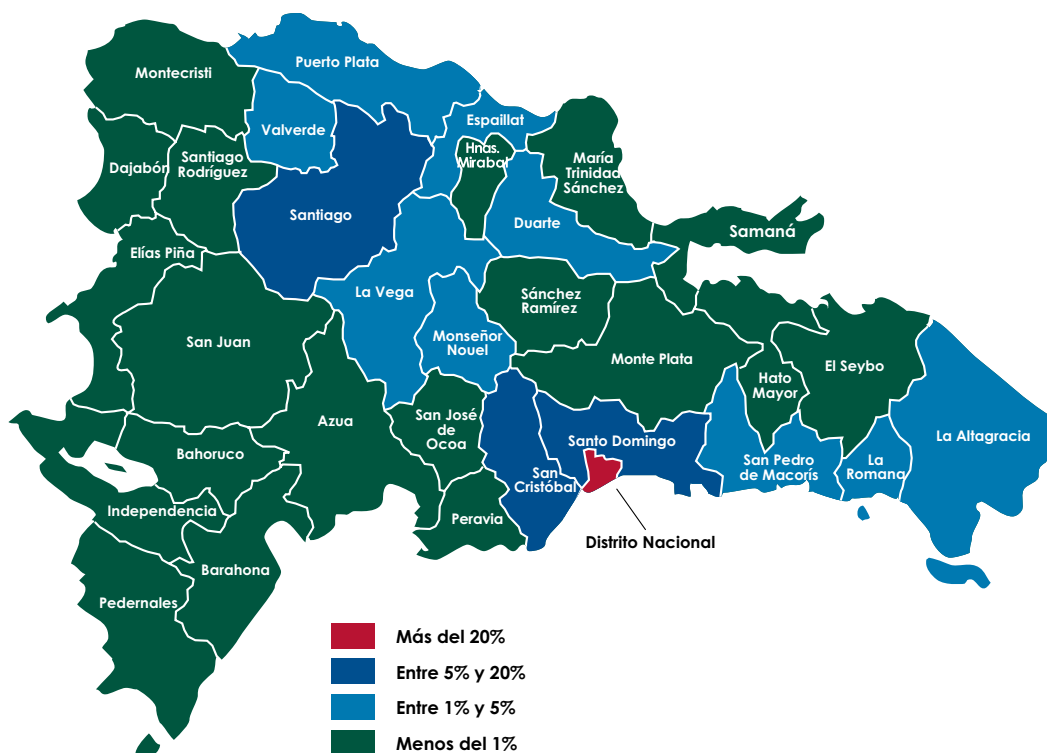 Puerto Plata
Montecristi
Espaillat
Valverde
Hnas.
Mirabal
Dajabón
Santiago
Rodríguez
María
Trinidad
Sánchez
Santiago
Duarte
Samaná
Elías Piña
La Vega
Sánchez
Ramírez
San Juan
Monseñor
Nouel
Monte Plata
El Seybo
Hato
Mayor
Azua
San José
de
Ocoa
Santo Domingo
La Altagracia
Bahoruco
San
Cristóbal
San Pedro
de Macorís
La
Romana
Independencia
Peravia
Distrito Nacional
Barahona
Pedernales
Más del 20%
Entre 5% y 20%
Entre 1% y 5%
Menos del 1%